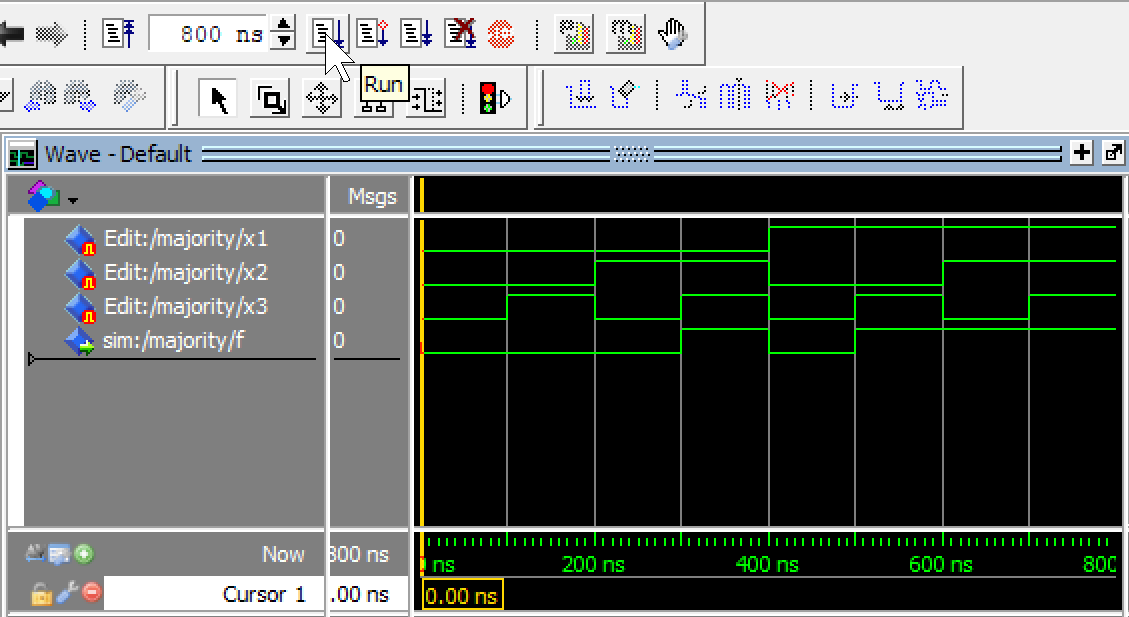 800 ns
Run
Wave - Default
Msgs
Edit:/majority/x1 0
Edit:/majority/x2 0
Edit:/majority/x3 0
sim:/majority/f 0
Now 800 ns ns 200 ns 400 ns 600 ns 800
Cursor 1 .00 ns 0.00 ns